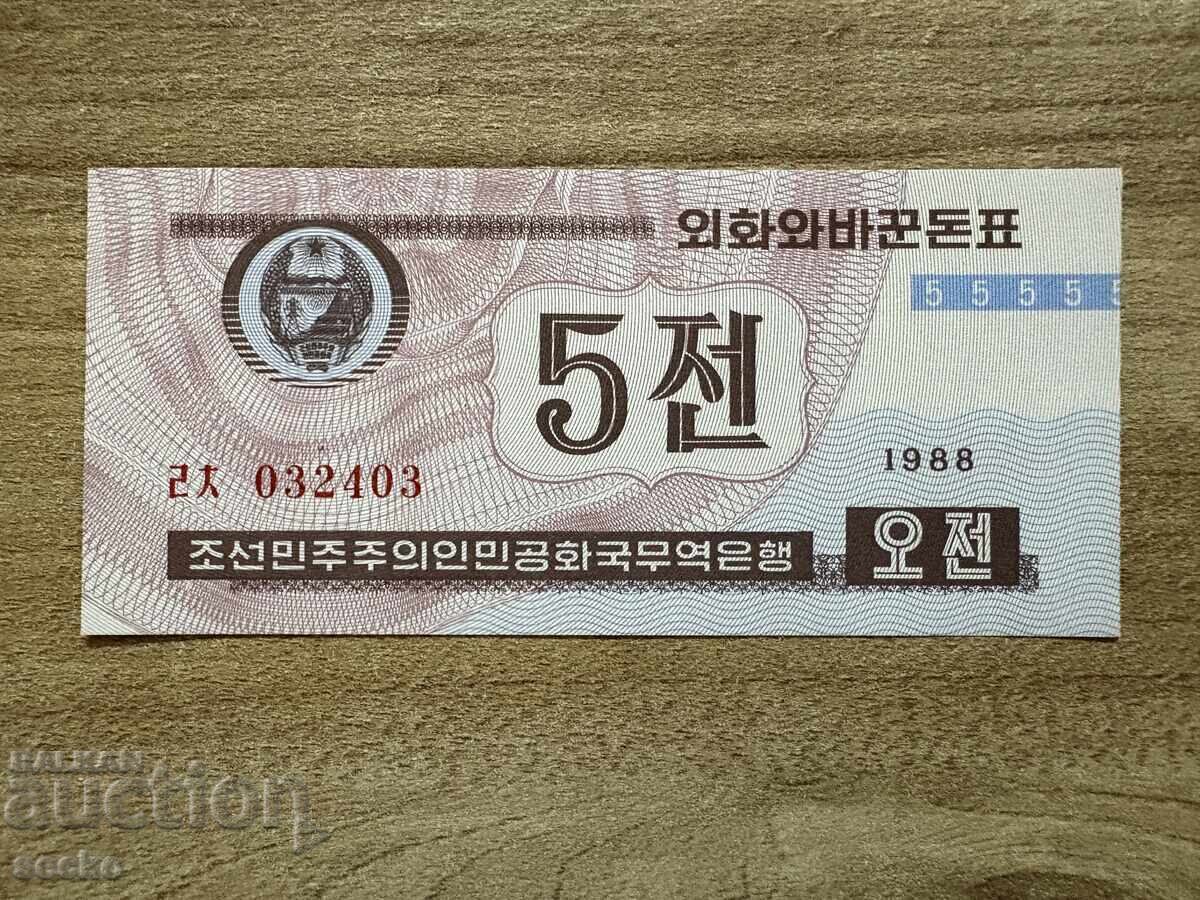 외화와바꾼돈표
5 5 5 5 5
5전
1988
ㄹㅈ 032403
조선민주주의인민공화국무역은행
오전
BALKAN
auction
secko